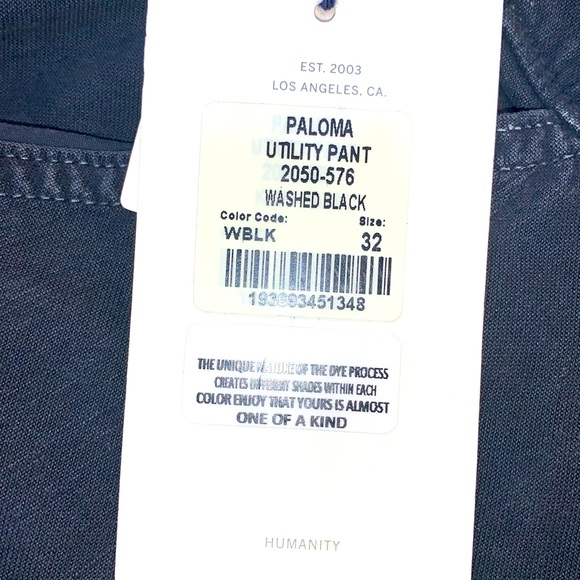 EST. 2003
LOS ANGELES, CA.
PALOMA
UTILITY PANT
2050-576
WASHED BLACK
Color Code: Size:
WBLK 32
193693451348
THE UNIQUE NATURE OF THE DYE PROCESS
CREATES DIFFERENT SHADES WITHIN EACH
COLOR ENJOY THAT YOURS IS ALMOST
ONE OF A KIND
HUMANITY